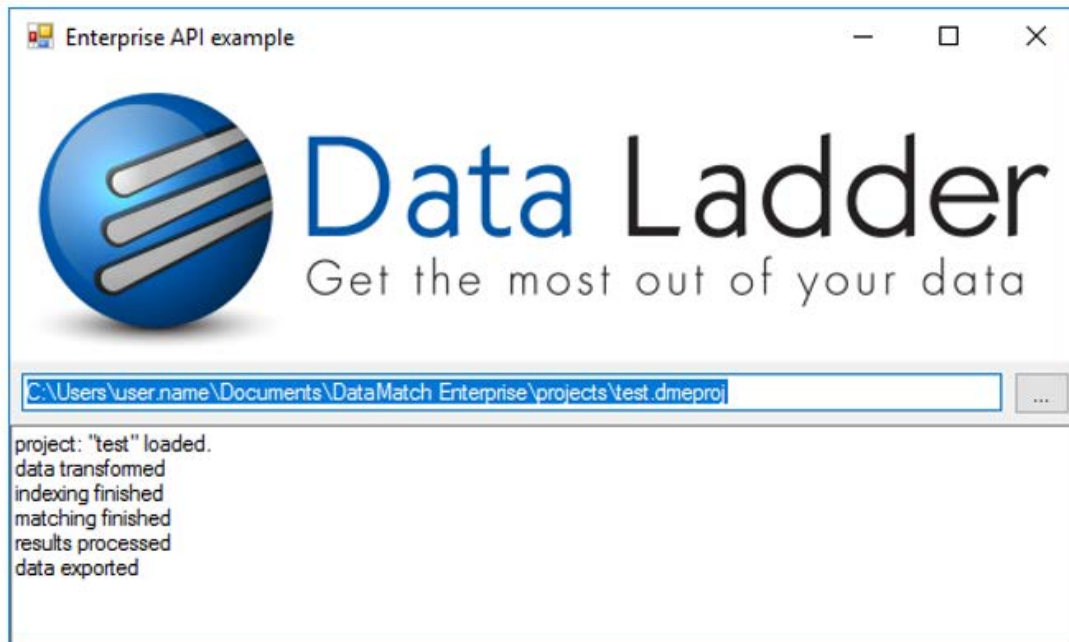 Enterprise API example
Data Ladder
Get the most out of your data
C:\Users\user.name\Documents\DataMatch Enterprise\projects\test.dmeproj
...
project: "test" loaded.
data transformed
indexing finished
matching finished
results processed
data exported